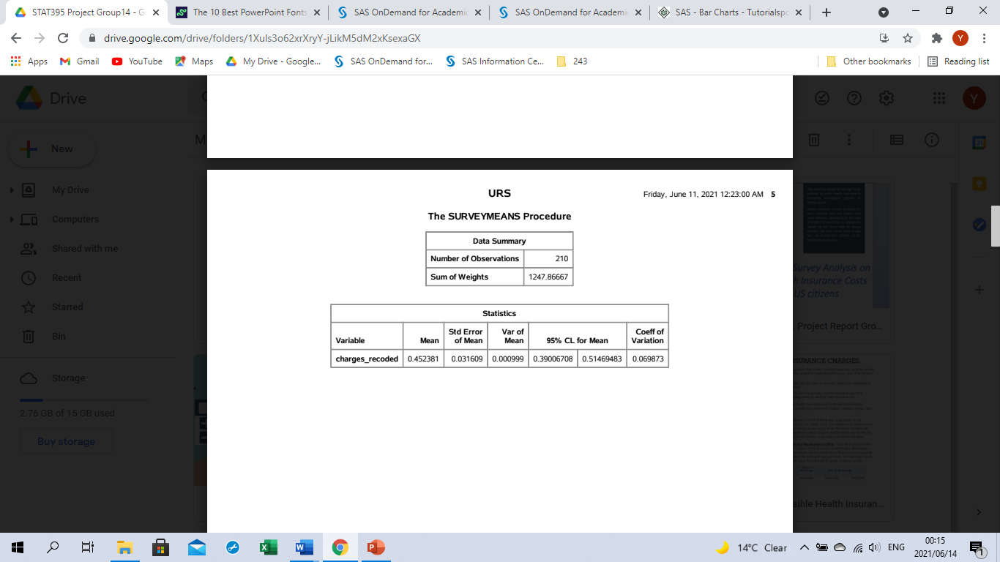 STAT395 Project Group14 - G
The 10 Best PowerPoint Fonts
SAS OnDemand for Academic
SAS OnDemand for Academic
SAS - Bar Charts - Tutorialspo
drive.google.com/drive/folders/1Xuls3o62xrXryY-jLikM5dM2xKsexaGX
Y
Apps
Gmail
YouTube
Maps
My Drive - Google...
SAS OnDemand for...
SAS Information Ce...
243
Other bookmarks
Reading list
Drive
Y
New
M
My Drive
Computers
Shared with me
Recent
Starred
Bin
Storage
2.76 GB of 15 GB used
Buy storage
URS
Friday, June 11, 2021 12:23:00 AM 5
The SURVEYMEANS Procedure
Data Summary
Number of Observations 210
Sum of Weights 1247.86667
Statistics
Variable Mean Std Error of Mean Var of Mean 95% CL for Mean Coeff of Variation
charges_recoded 0.452381 0.031609 0.000999 0.39006708 0.51469483 0.069873
Survey Analysis on
h Insurance Costs
US citizens
Project Report Gro...
SURANCE CHARGES
sible Health Insuran...
14°C Clear
ENG
00:15
2021/06/14
1